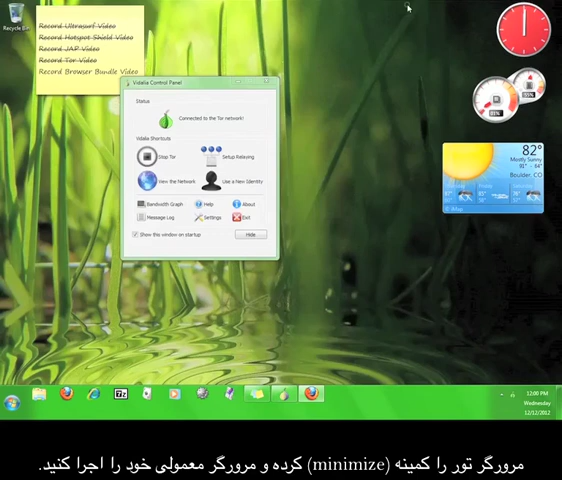 Recycle Bin
Record Ultrasurf Video
Record Hotspot Shield Video
Record JAP Video
Record Tor Video
Record Browser Bundle Video
Vidalia Control Panel
Status
Connected to the Tor network!
Vidalia Shortcuts
Stop Tor
Setup Relaying
View the Network
Use a New Identity
Bandwidth Graph
Help
About
Message Log
Settings
Exit
Show this window on startup
Hide
82°
Mostly Sunny
91° - 64°
Boulder, CO
12:00 PM
Wednesday
12/12/2012
مرورگر تور را کمینه (minimize) کرده و مرورگر معمولی خود را اجرا کنید.